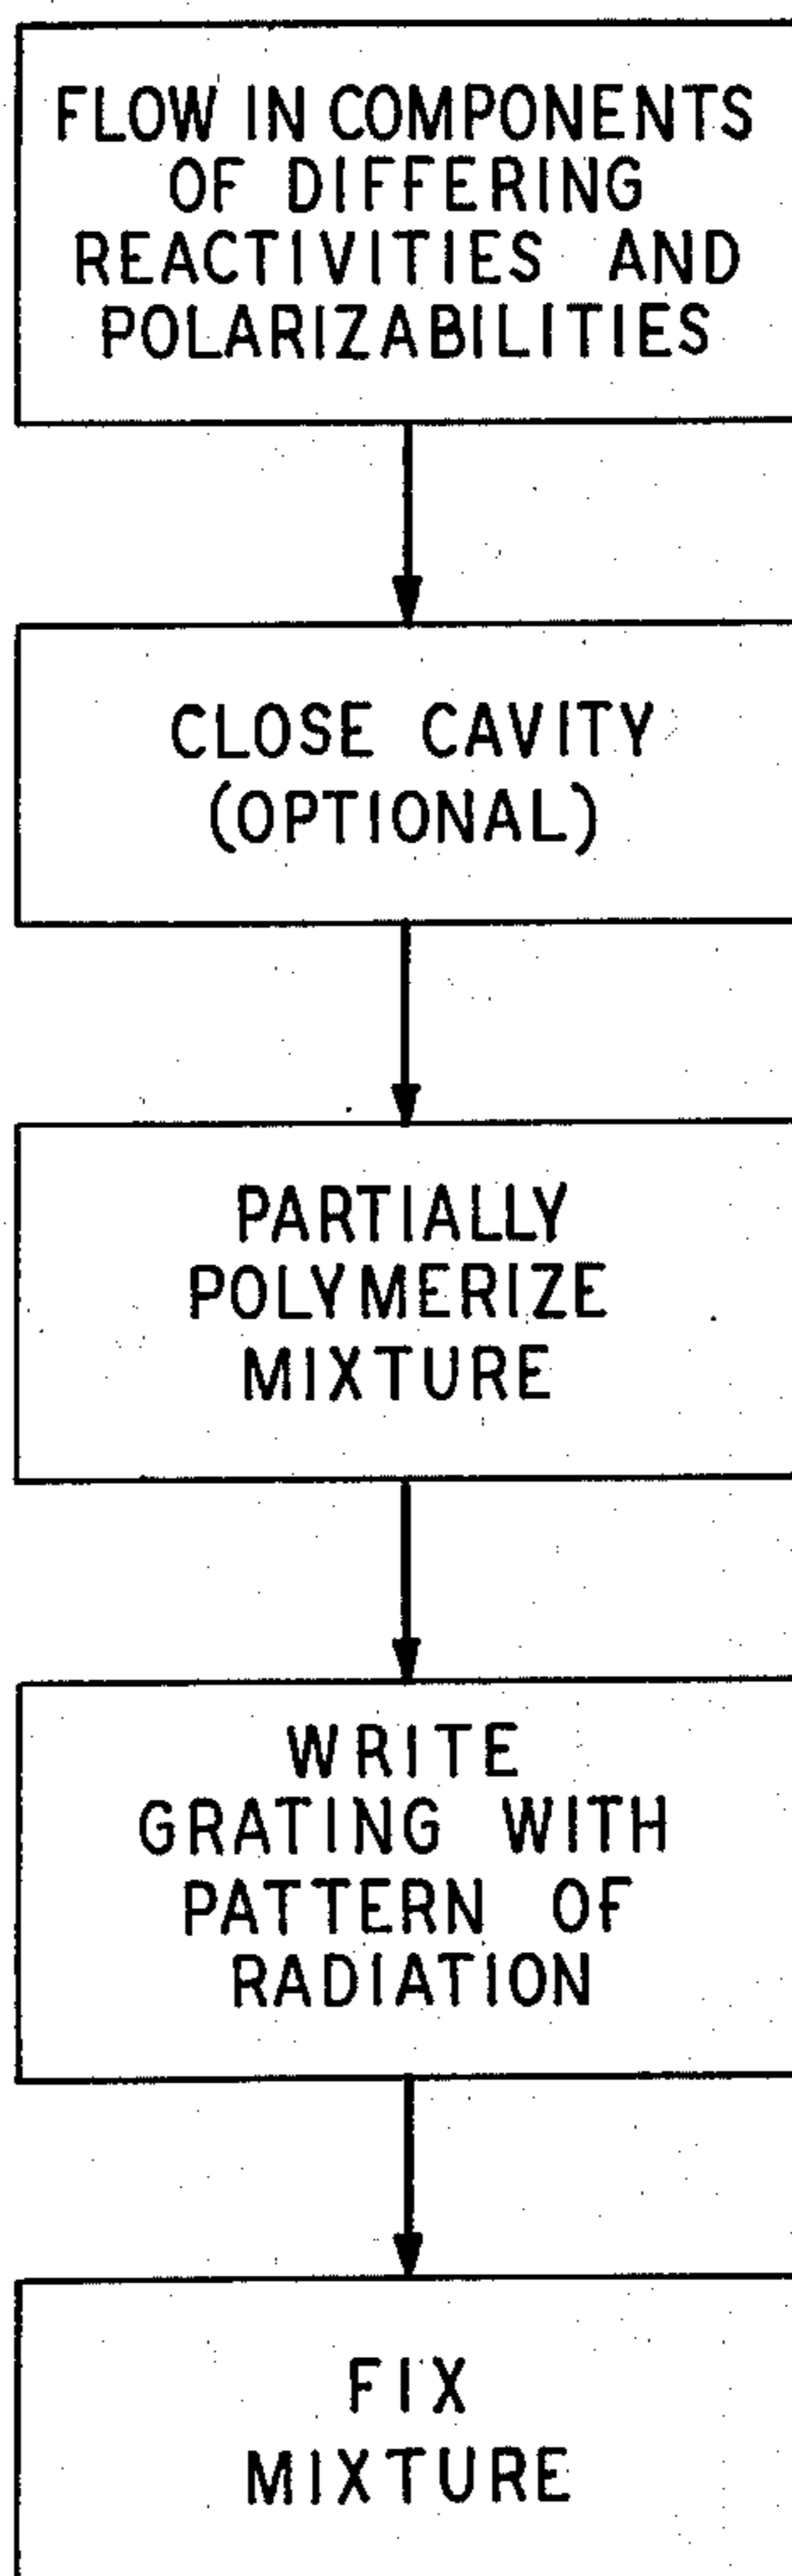 FLOW IN COMPONENTS
OF DIFFERING
REACTIVITIES AND
POLARIZABILITIES
CLOSE CAVITY
(OPTIONAL)
PARTIALLY
POLYMERIZE
MIXTURE
WRITE
GRATING WITH
PATTERN OF
RADIATION
FIX
MIXTURE